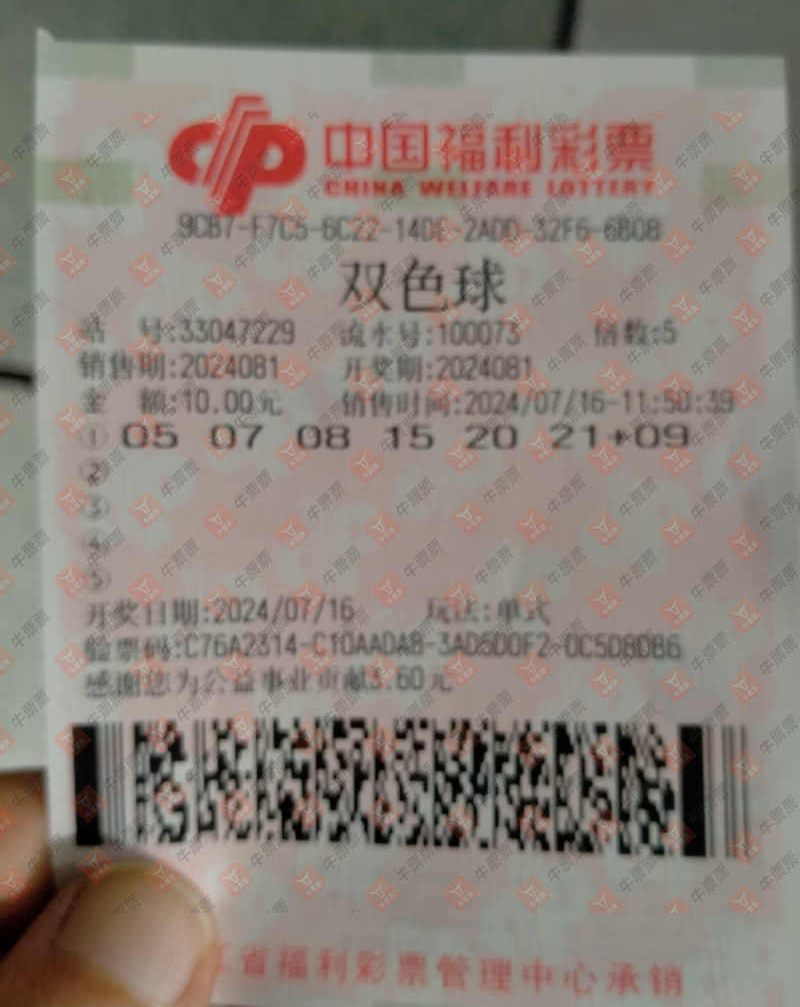 中国福利彩票
CHINA WELFARE LOTTERY
9CB7-F7C5-6C22-14DE-2ADD-32F6-6B08
双色球
站 号:33047229 流水号:100073 倍数:5
销售期:2024081 开奖期:2024081
金 额:10.00元 销售时间:2024/07/16-11:50:39
① 05 07 08 15 20 21+09
②
③
④
⑤
开奖日期:2024/07/16 玩法:单式
验票码:C76A2314-C10AADA8-3AD5D0F2-0C5D80B6
感谢您为公益事业贡献3.60元
省福利彩票管理中心承销
牛票票